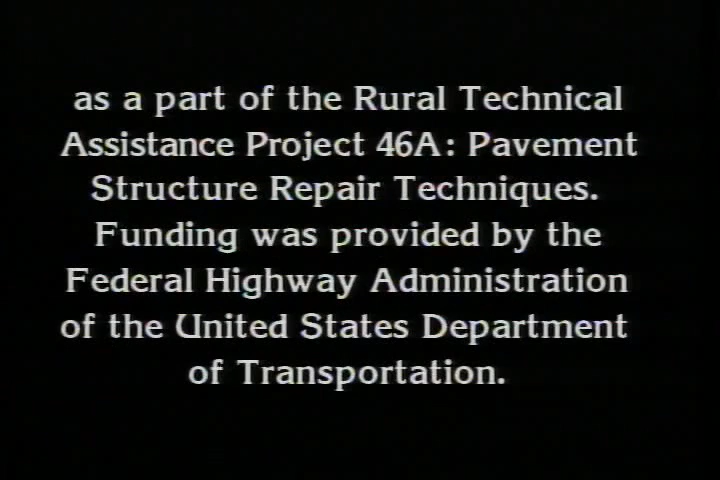 as a part of the Rural Technical
Assistance Project 46A: Pavement
Structure Repair Techniques.
Funding was provided by the
Federal Highway Administration
of the United States Department
of Transportation.